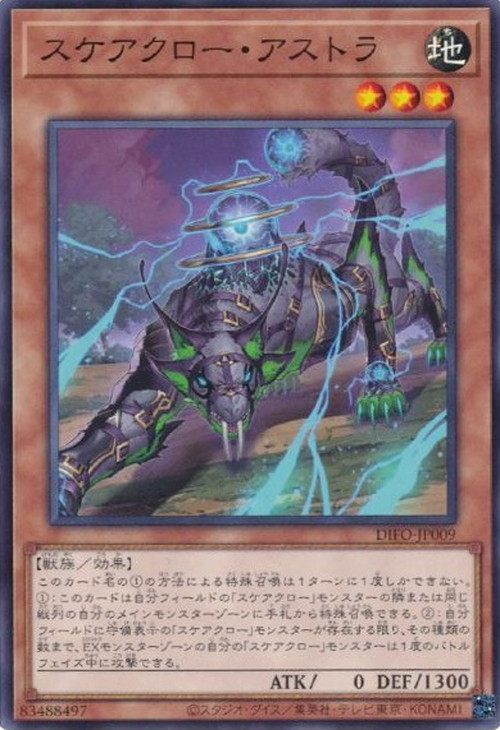 スケアクロー・アストラ
地
DIFO-JP009
【獣族／効果】
このカード名の①の方法による特殊召喚は１ターンに１度しかできない。
①：このカードは自分フィールドの「スケアクロー」モンスターの隣または同じ
縦列の自分のメインモンスターゾーンに手札から特殊召喚できる。②：自分
フィールドに守備表示の「スケアクロー」モンスターが存在する限り、その種類の
数まで、EXモンスターゾーンの自分の「スケアクロー」モンスターは１度のバトル
フェイズ中に攻撃できる。
ATK/ 0 DEF/1300
83488497
©スタジオ・ダイス／集英社・テレビ東京・KONAMI